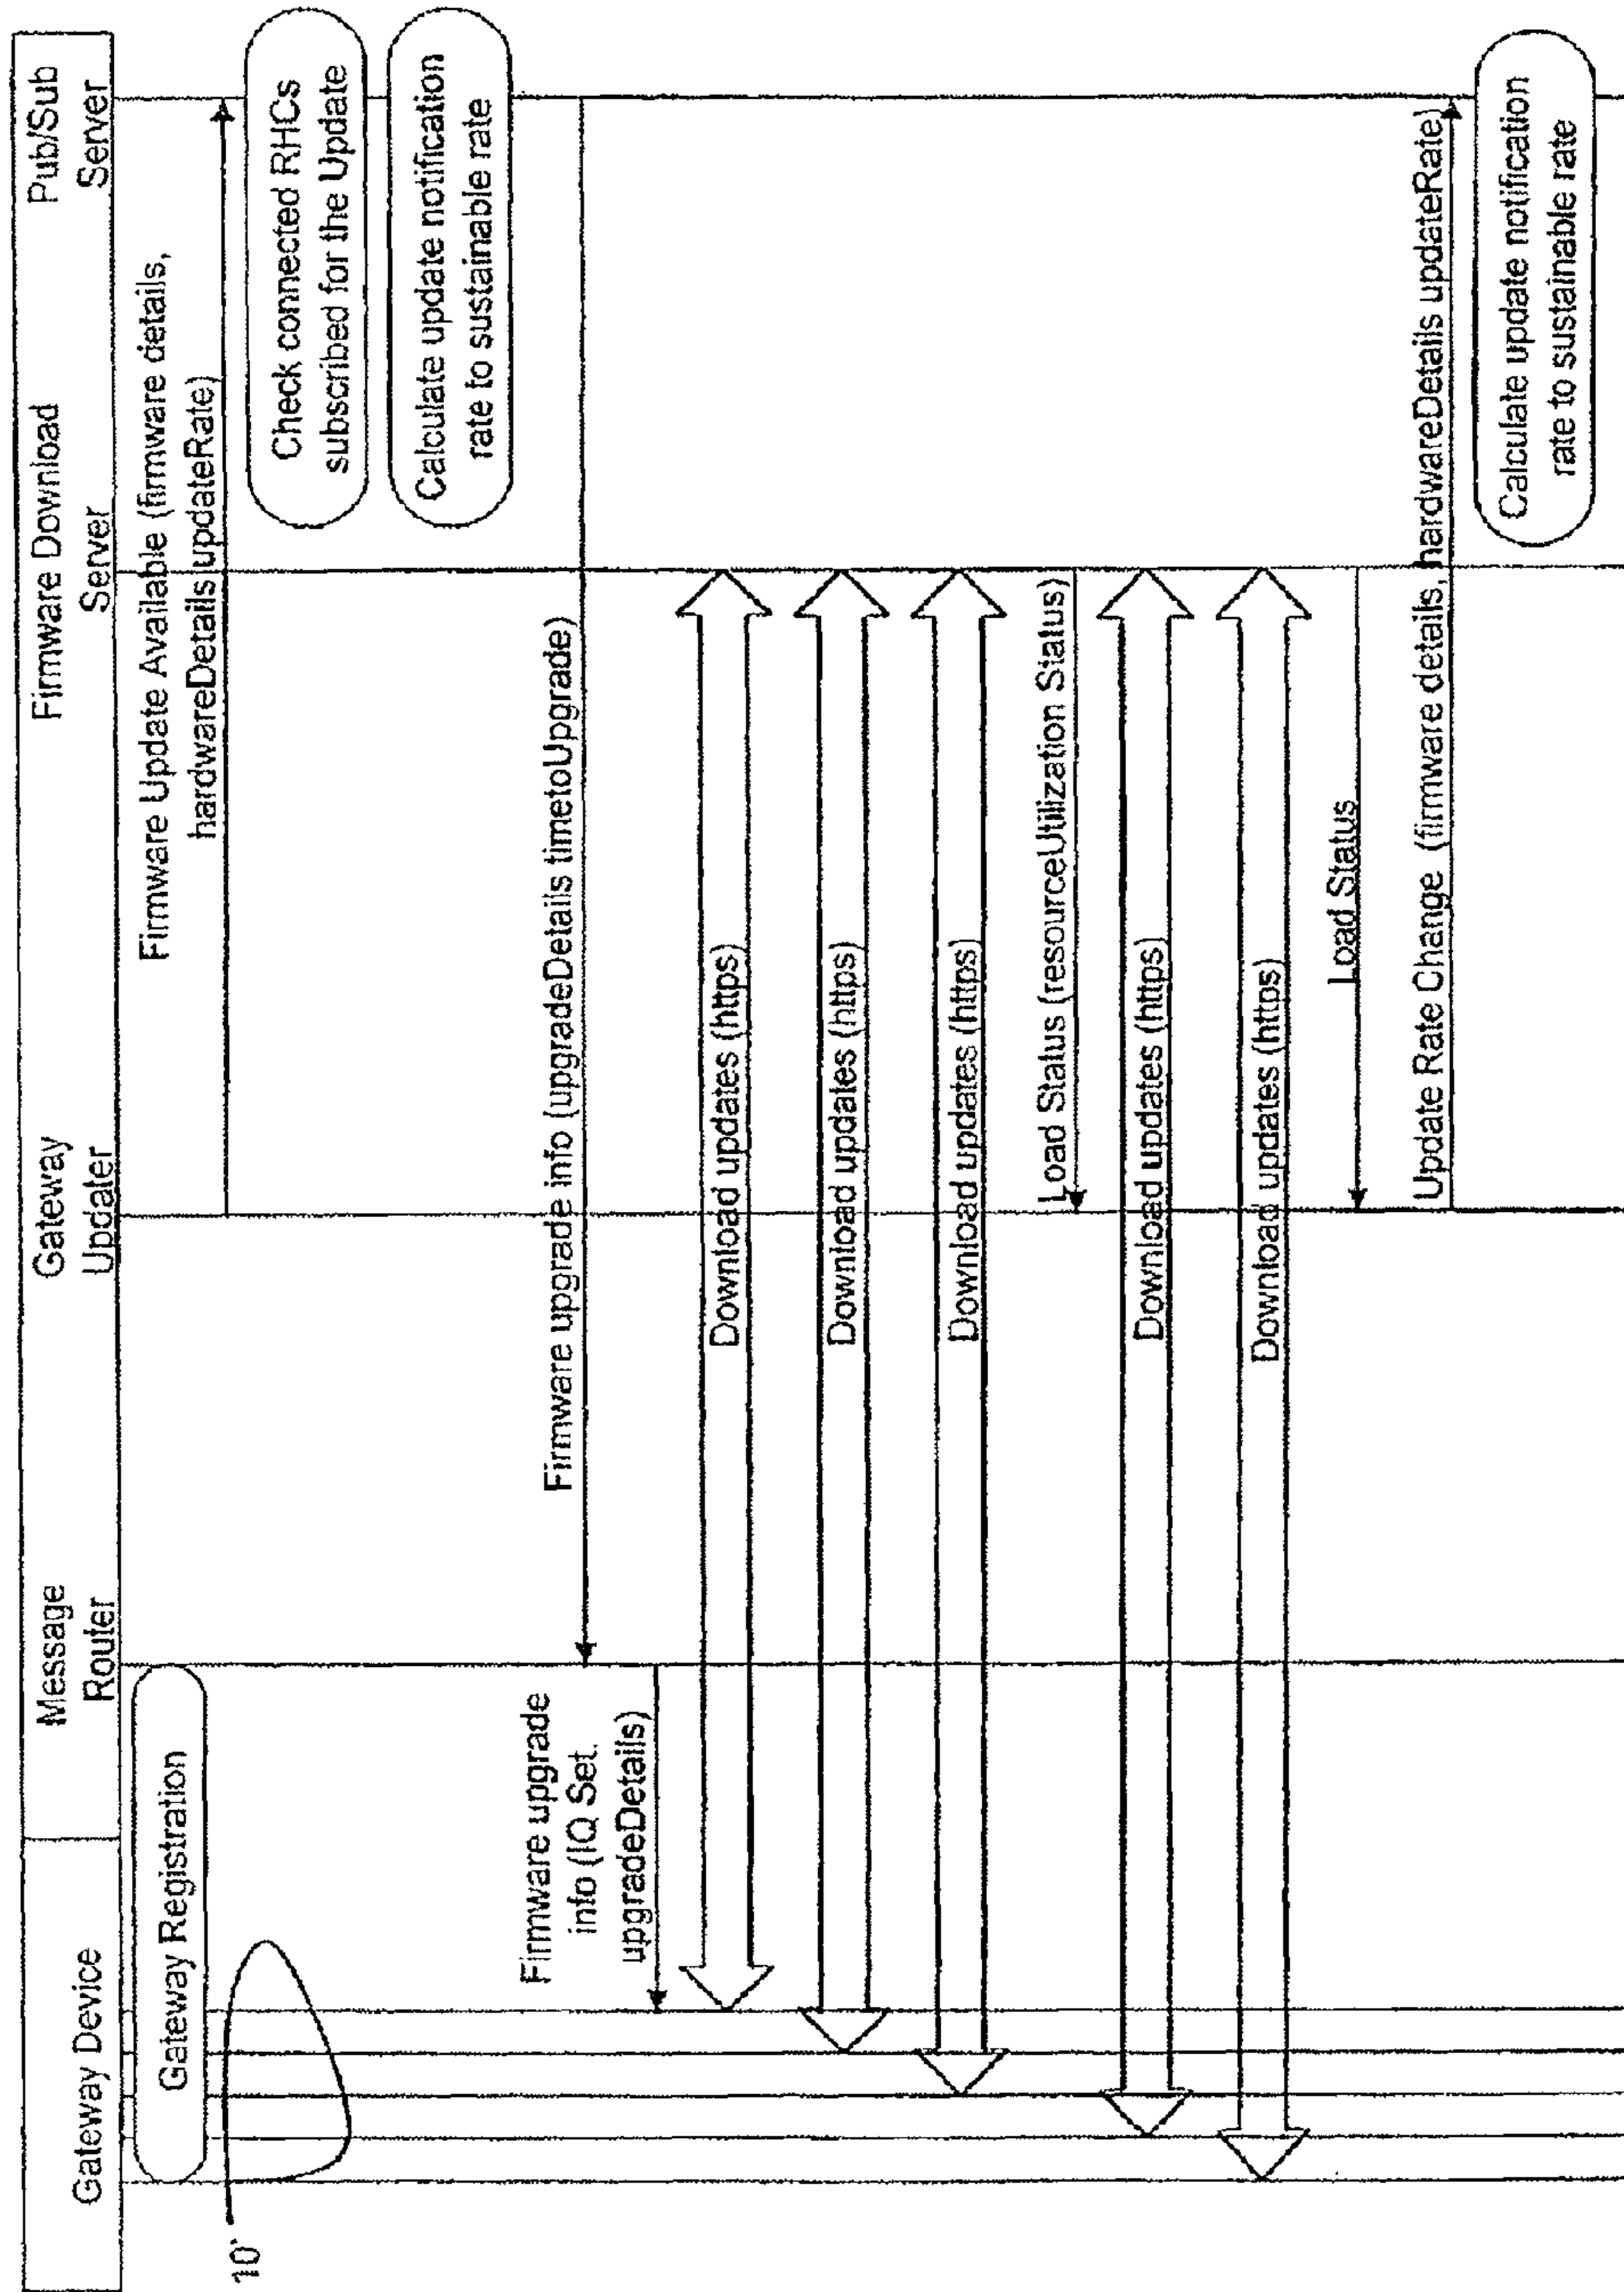 Gateway Device
Message
Router
Gateway
Updater
Firmware Download
Server
Pub/Sub
Server
Gateway Registration
10'
Firmware Update Available (firmware details,
hardwareDetails updateRate)
Check connected RHCs
subscribed for the Update
Calculate update notification
rate to sustainable rate
Firmware upgrade info (upgradeDetails timetoUpgrade)
Firmware upgrade
info (IQ Set.
upgradeDetails)
Download updates (https)
Download updates (https)
Download updates (https)
Load Status (resourceUtilization Status)
Download updates (https)
Download updates (https)
Load Status
Update Rate Change (firmware details, hardwareDetails updateRate)
Calculate update notification
rate to sustainable rate